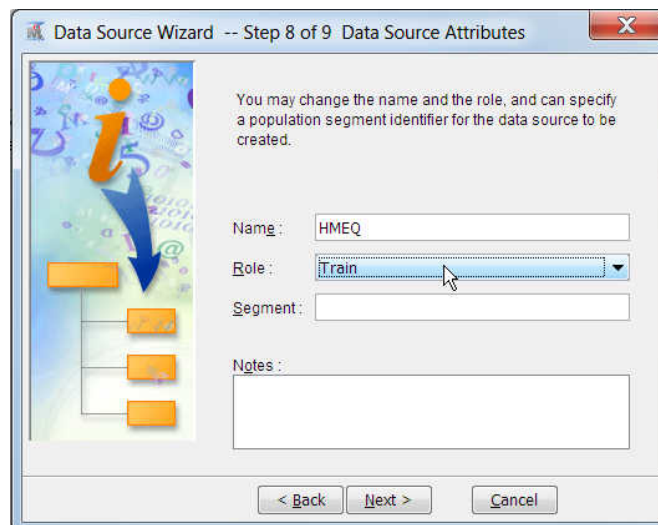 Data Source Wizard -- Step 8 of 9 Data Source Attributes
You may change the name and the role, and can specify
a population segment identifier for the data source to be
created.
Name : HMEQ
Role : Train
Segment :
Notes :
< Back Next > Cancel